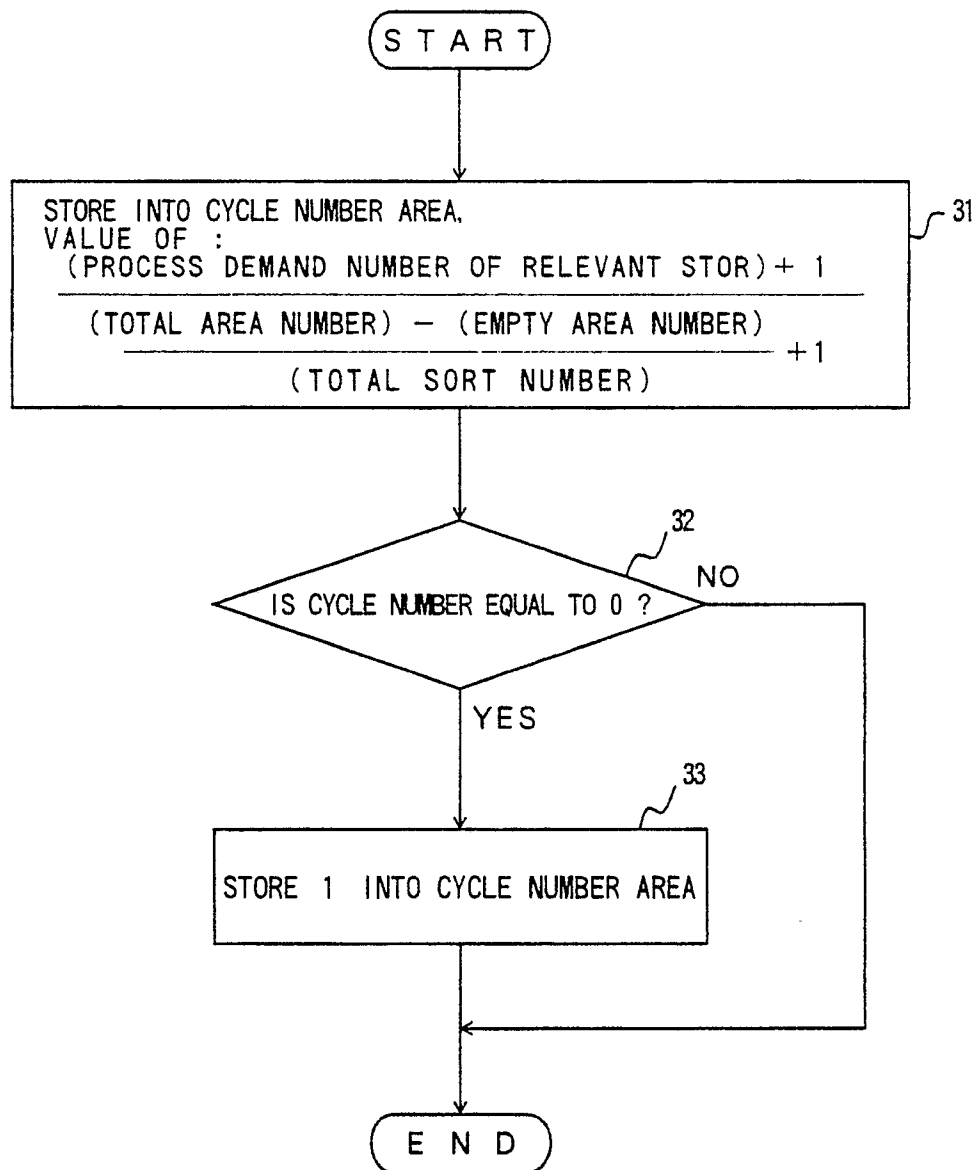 START
STORE INTO CYCLE NUMBER AREA,
VALUE OF :
(PROCESS DEMAND NUMBER OF RELEVANT STOR) + 1
(TOTAL AREA NUMBER) — (EMPTY AREA NUMBER)
+1
(TOTAL SORT NUMBER)
31
32
IS CYCLE NUMBER EQUAL TO 0 ?
NO
YES
33
STORE 1 INTO CYCLE NUMBER AREA
END